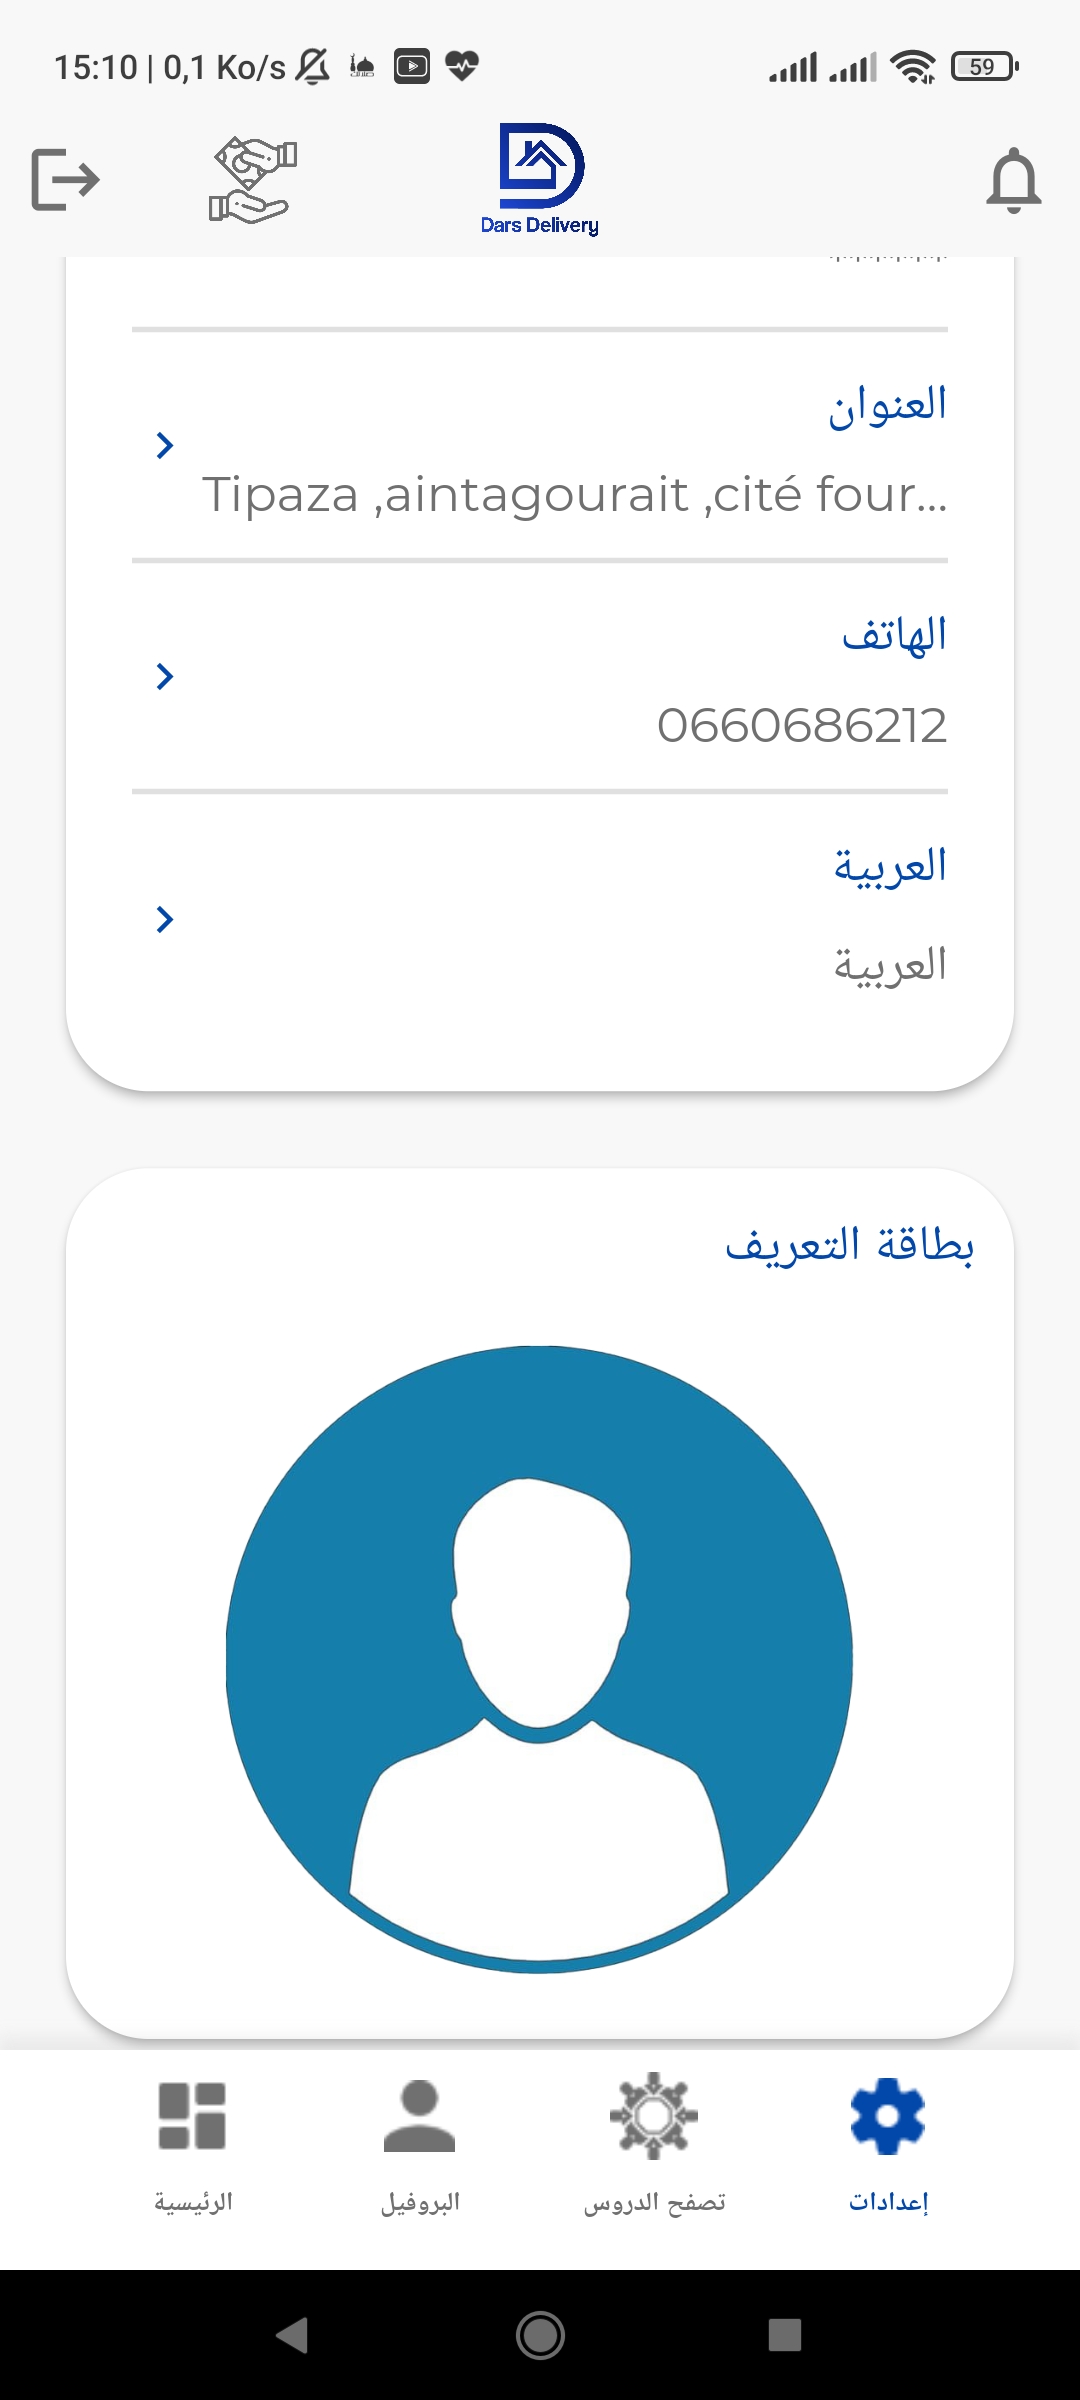 15:10 | 0,1 Ko/s
59
Dars Delivery
العنوان
Tipaza ,aintagourait ,cité four...
الهاتف
0660686212
العربية
العربية
بطاقة التعريف
إعدادات
تصفح الدروس
البروفيل
الرئيسية